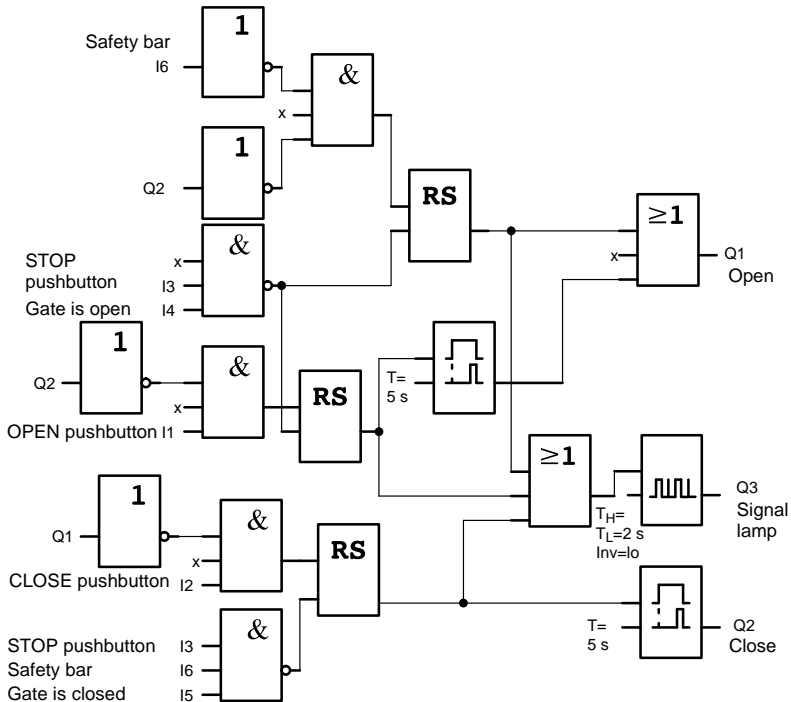 1
Safety bar
I6
&
x
1
Q2
RS
≥1
&
STOP
pushbutton
x
I3
Gate is open
I4
x
Q1
Open
1
&
Q2
x
OPEN pushbutton I1
RS
T=
5 s
≥1
1
&
Q1
x
CLOSE pushbutton
I2
RS
TH=
TL=2 s
Inv=lo
Q3
Signal
lamp
&
STOP pushbutton I3
Safety bar I6
Gate is closed I5
T=
5 s
Q2
Close